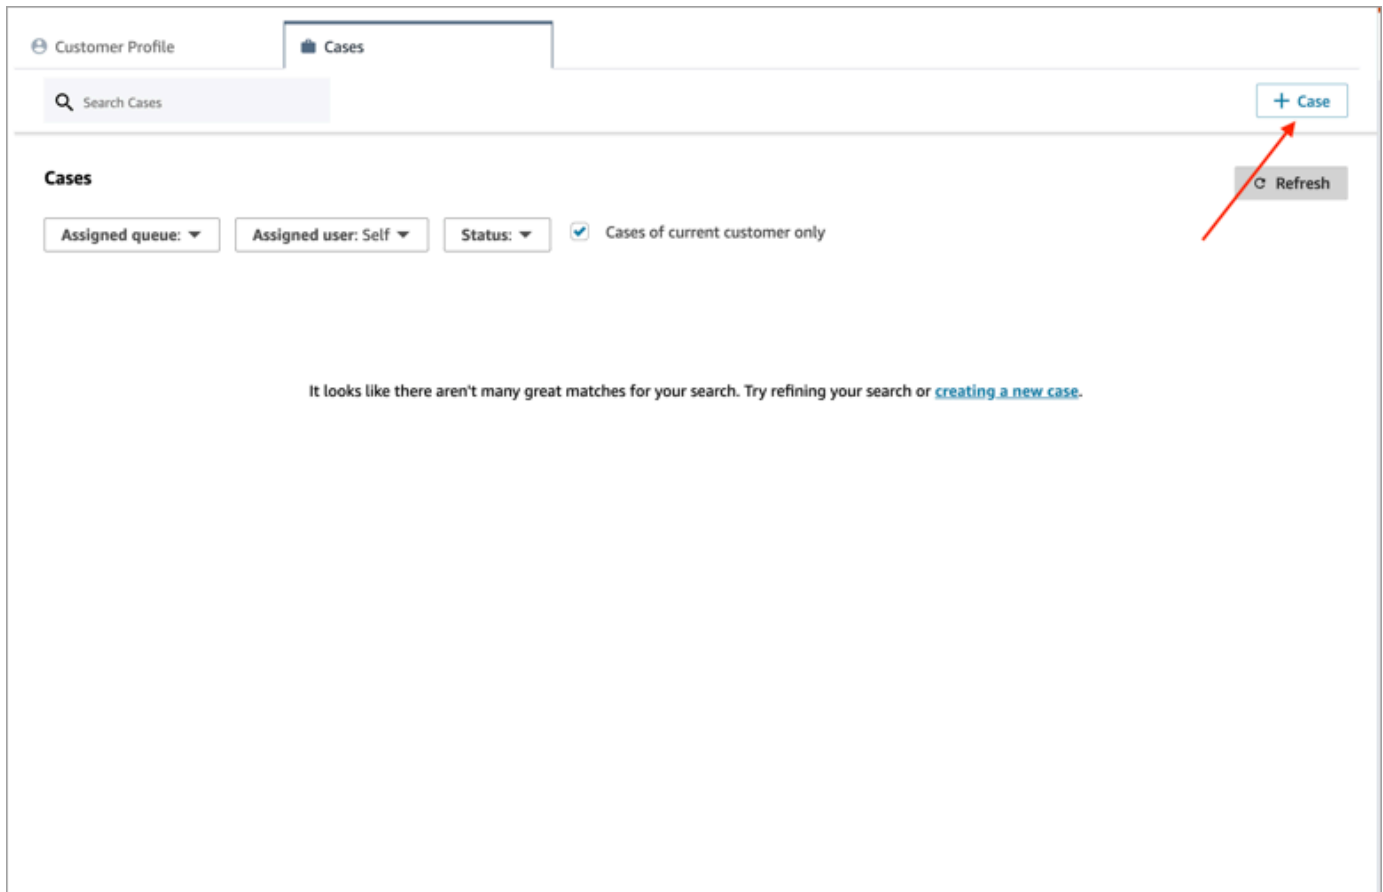 Customer Profile
Cases
Search Cases
+ Case
Cases
Refresh
Assigned queue:
Assigned user: Self
Status:
Cases of current customer only
It looks like there aren't many great matches for your search. Try refining your search or creating a new case.